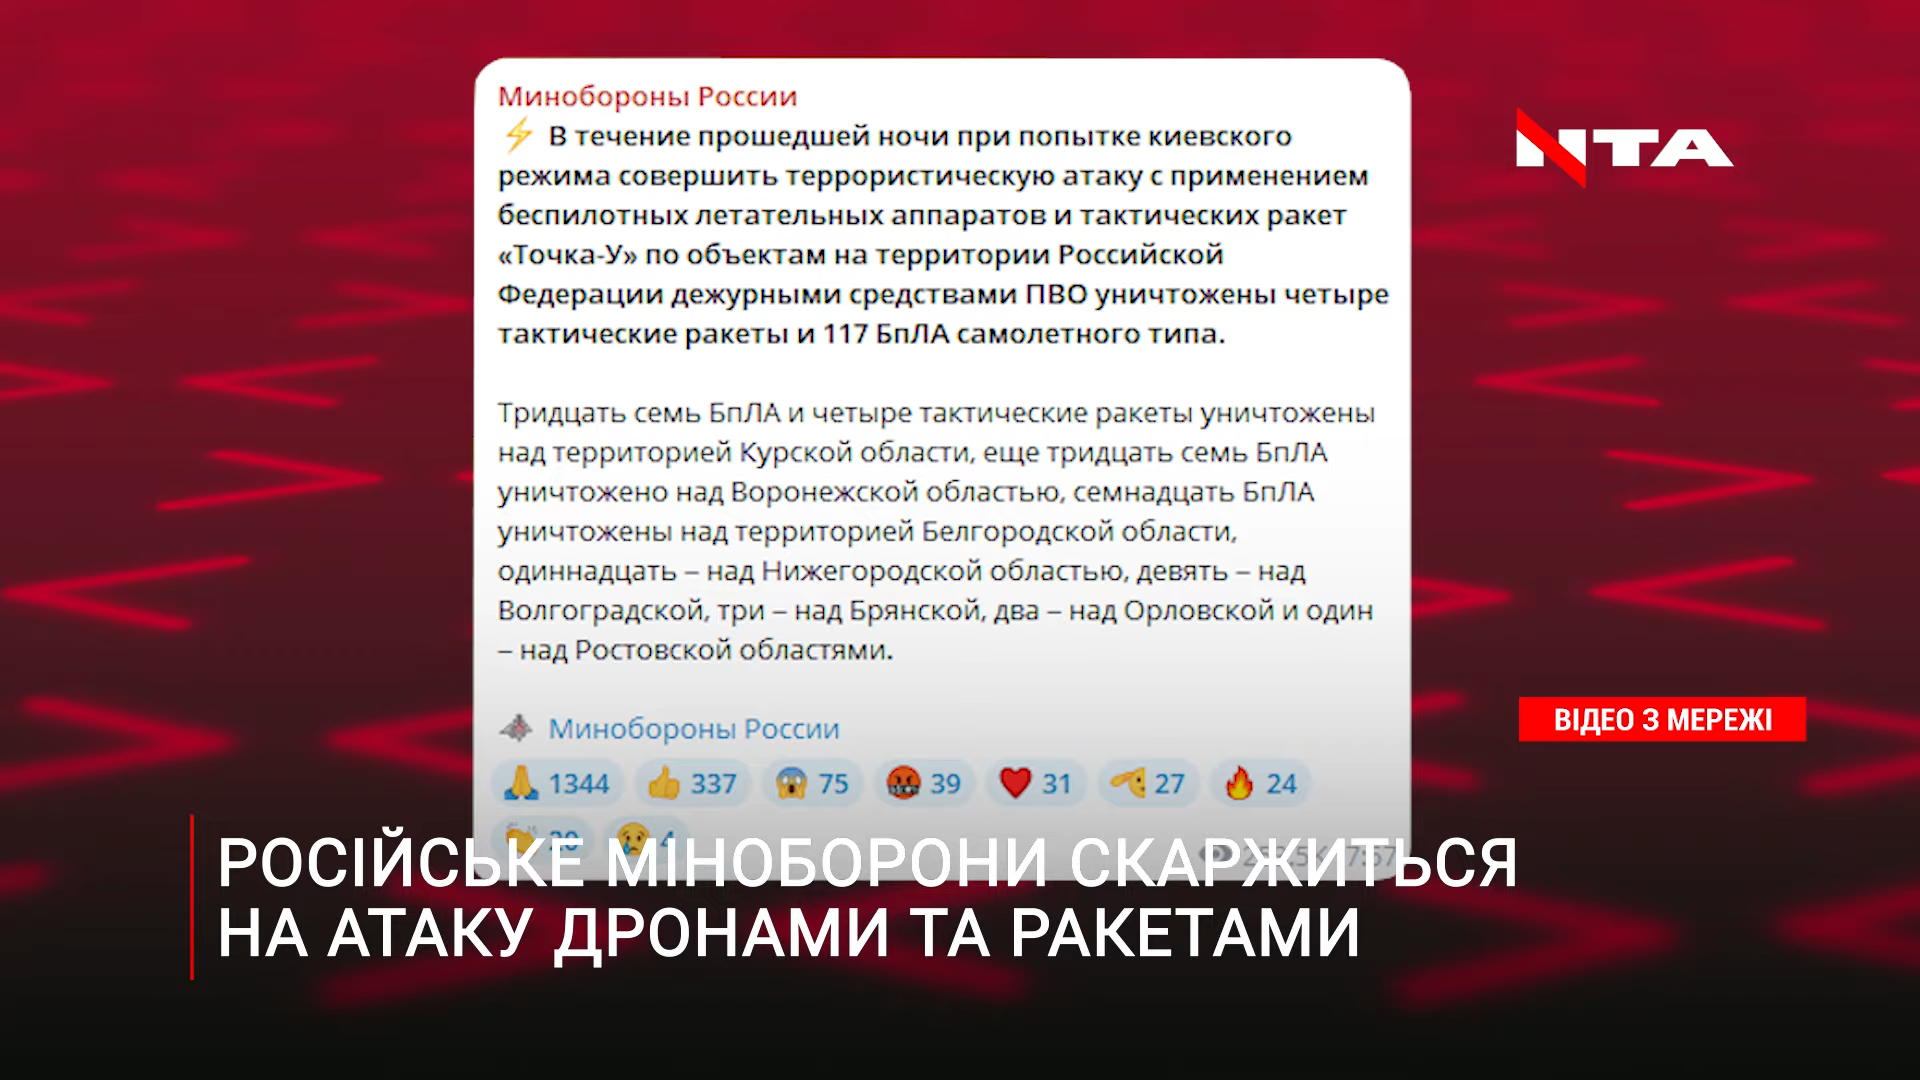 Минобороны России
⚡ В течение прошедшей ночи при попытке киевского
режима совершить террористическую атаку с применением
беспилотных летательных аппаратов и тактических ракет
«Точка-У» по объектам на территории Российской
Федерации дежурными средствами ПВО уничтожены четыре
тактические ракеты и 117 БпЛА самолетного типа.
Тридцать семь БпЛА и четыре тактические ракеты уничтожены
над территорией Курской области, еще тридцать семь БпЛА
уничтожено над Воронежской областью, семнадцать БпЛА
уничтожены над территорией Белгородской области,
одиннадцать – над Нижегородской областью, девять – над
Волгоградской, три – над Брянской, два – над Орловской и один
– над Ростовской областями.
Минобороны России
🙏 1344 👍 337 😱 75 🤬 39 ❤ 31 🫡 27 🔥 24
NTA
ВІДЕО З МЕРЕЖІ
РОСІЙСЬКЕ МІНОБОРОНИ СКАРЖИТЬСЯ
НА АТАКУ ДРОНАМИ ТА РАКЕТАМИ